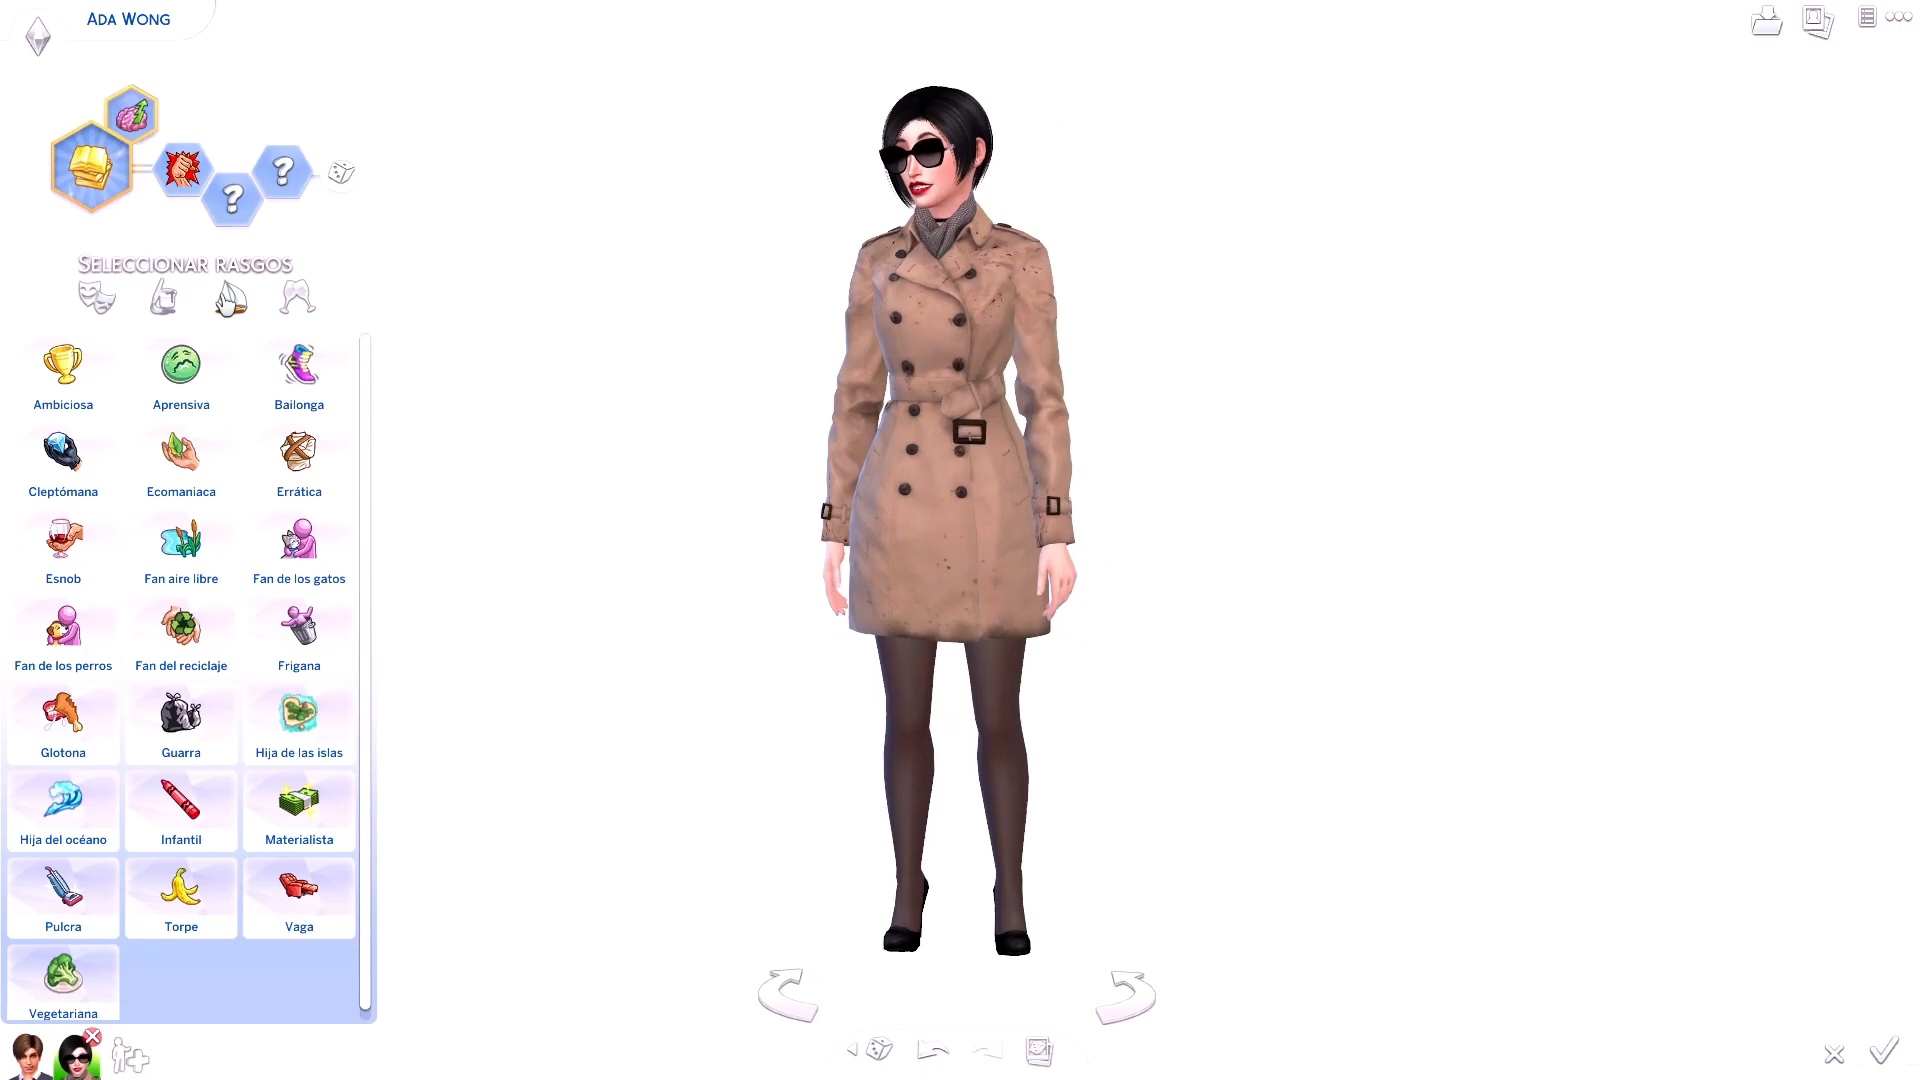 Ada Wong
? ?
Seleccionar rasgos
Ambiciosa Aprensiva Bailonga
Cleptómana Ecomaniaca Errática
Esnob Fan aire libre Fan de los gatos
Fan de los perros Fan del reciclaje Frigana
Glotona Guarra Hija de las islas
Hija del océano Infantil Materialista
Pulcra Torpe Vaga
Vegetariana